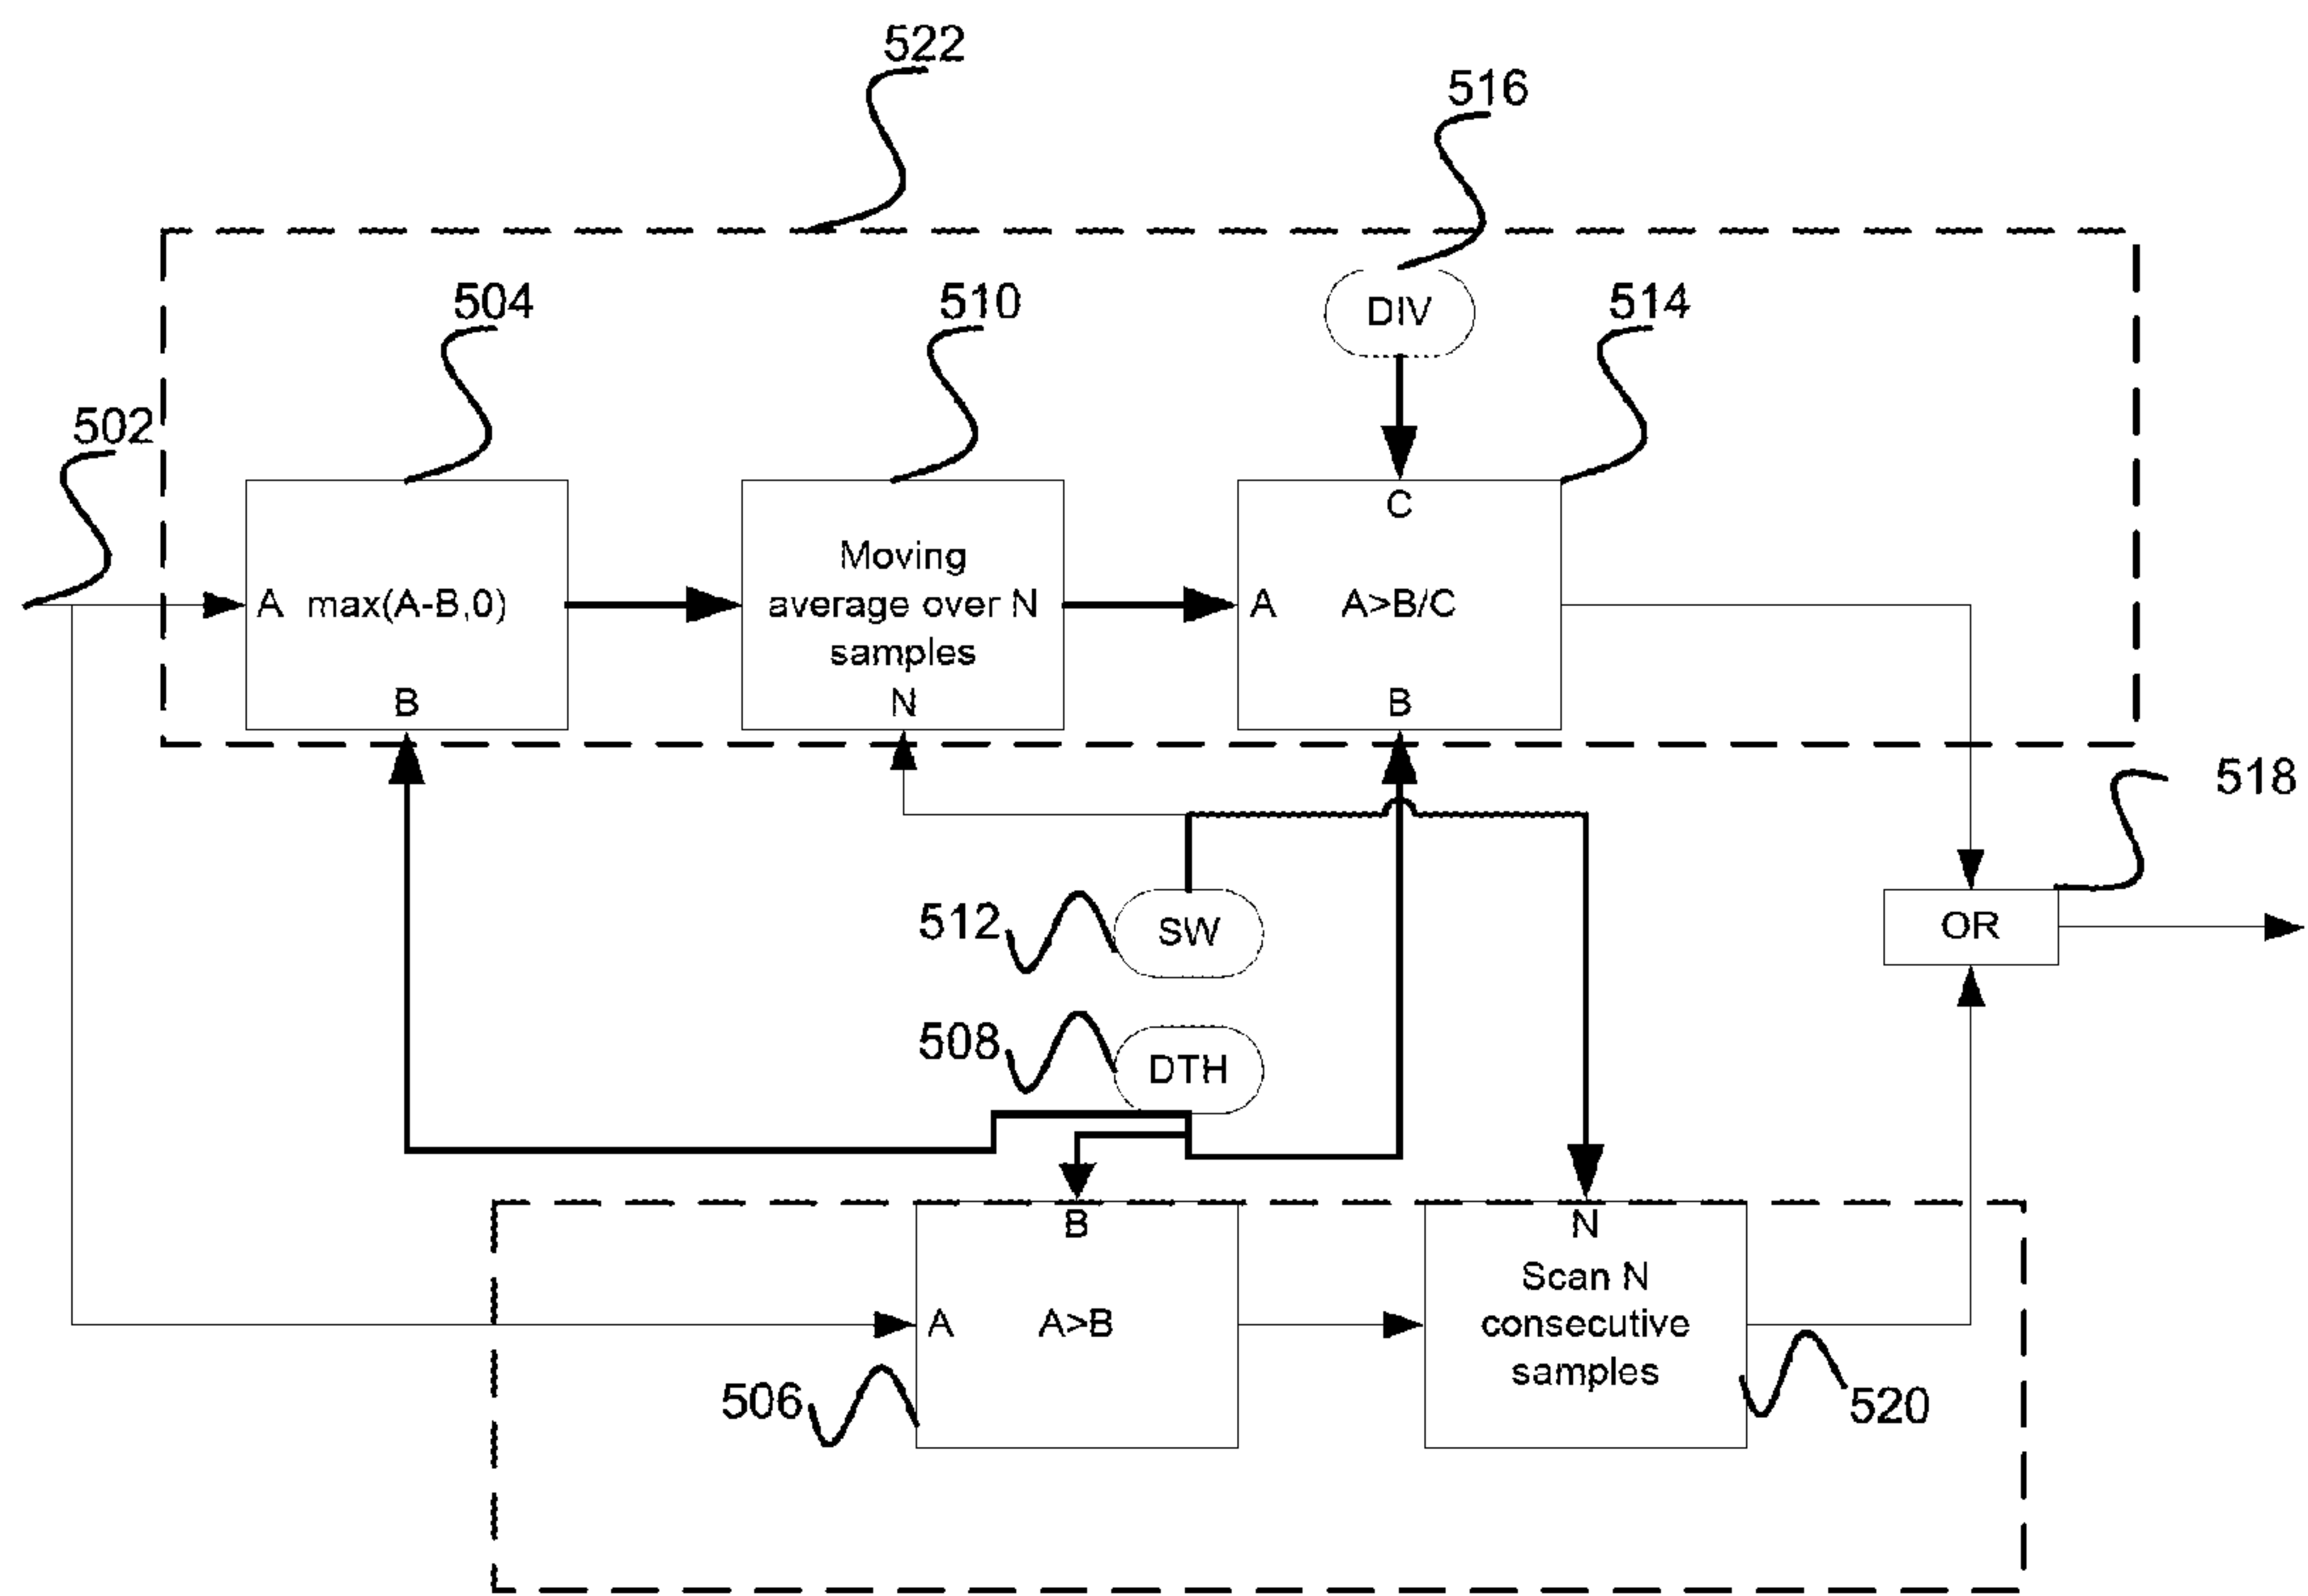 522
516
DIV
504
510
514
502
C
A max(A-B,0)
Moving
average over N
samples
A A>B/C
B
N
B
518
512
SW
OR
508
DTH
B
N
A A>B
Scan N
consecutive
samples
506
520